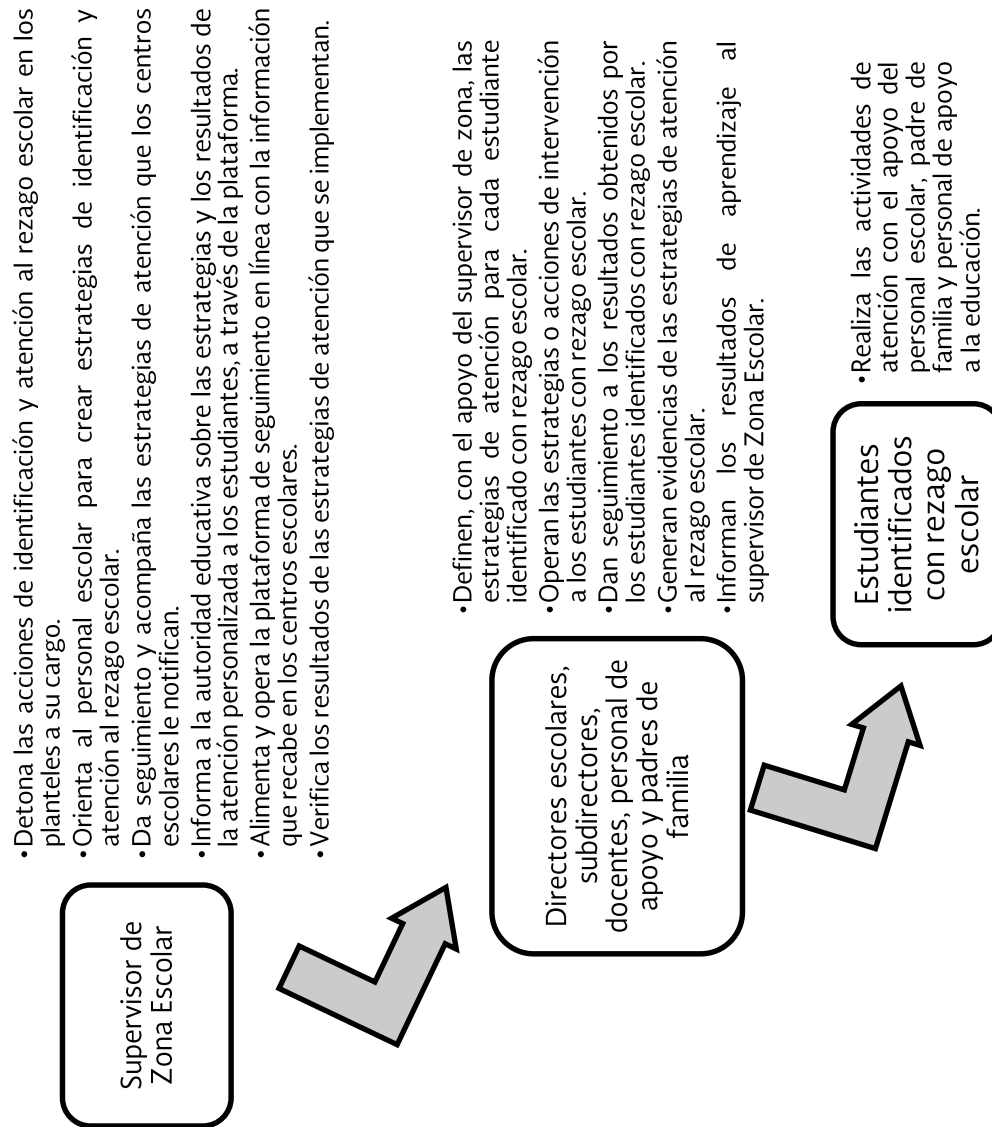 Supervisor de
Zona Escolar
•Detona las acciones de identificación y atención al rezago escolar en los
planteles a su cargo.
•Orienta al personal escolar para crear estrategias de identificación y
atención al rezago escolar.
•Da seguimiento y acompaña las estrategias de atención que los centros
escolares le notifican.
•Informa a la autoridad educativa sobre las estrategias y los resultados de
la atención personalizada a los estudiantes, a través de la plataforma.
•Alimenta y opera la plataforma de seguimiento en línea con la información
que recabe en los centros escolares.
•Verifica los resultados de las estrategias de atención que se implementan.
Directores escolares,
subdirectores,
docentes, personal de
apoyo y padres de
familia
•Definen, con el apoyo del supervisor de zona, las
estrategias de atención para cada estudiante
identificado con rezago escolar.
•Operan las estrategias o acciones de intervención
a los estudiantes con rezago escolar.
•Dan seguimiento a los resultados obtenidos por
los estudiantes identificados con rezago escolar.
•Generan evidencias de las estrategias de atención
al rezago escolar.
•Informan los resultados de aprendizaje al
supervisor de Zona Escolar.
Estudiantes
identificados
con rezago
escolar
•Realiza las actividades de
atención con el apoyo del
personal escolar, padre de
familia y personal de apoyo
a la educación.